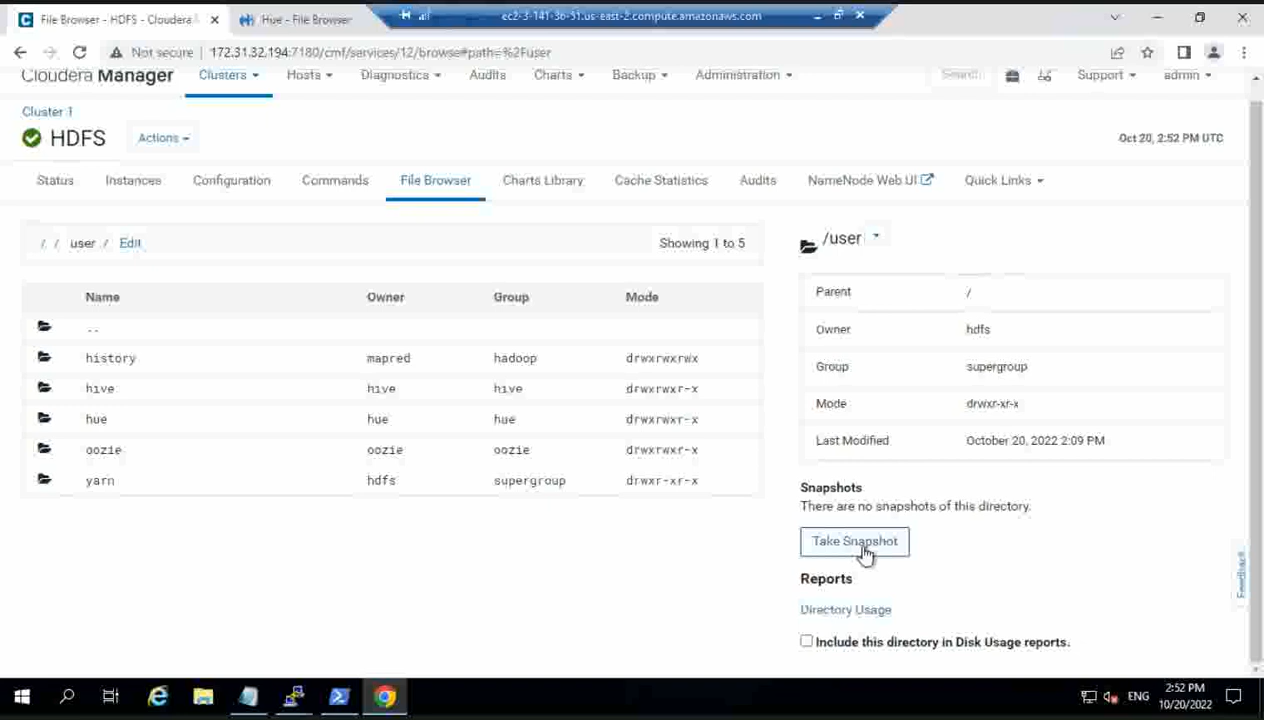 File Browser - HDFS - Cloudera
Hue - File Browser
ec2-3-141-36-51.us-east-2.compute.amazonaws.com
Not secure 172.31.32.194:7180/cmf/services/12/browse#path=%2Fuser
Cloudera Manager Clusters Hosts Diagnostics Audits Charts Backup Administration Search Support admin
Cluster 1
HDFS Actions
Oct 20, 2:52 PM UTC
Status Instances Configuration Commands File Browser Charts Library Cache Statistics Audits NameNode Web UI Quick Links
/ / user / Edit Showing 1 to 5
Name Owner Group Mode
..
history mapred hadoop drwxrwxrwx
hive hive hive drwxrwxr-x
hue hue hue drwxrwxr-x
oozie oozie oozie drwxrwxr-x
yarn hdfs supergroup drwxr-xr-x
/user
Parent /
Owner hdfs
Group supergroup
Mode drwxr-xr-x
Last Modified October 20, 2022 2:09 PM
Snapshots
There are no snapshots of this directory.
Take Snapshot
Reports
Directory Usage
Include this directory in Disk Usage reports.
Feedback
ENG
2:52 PM
10/20/2022